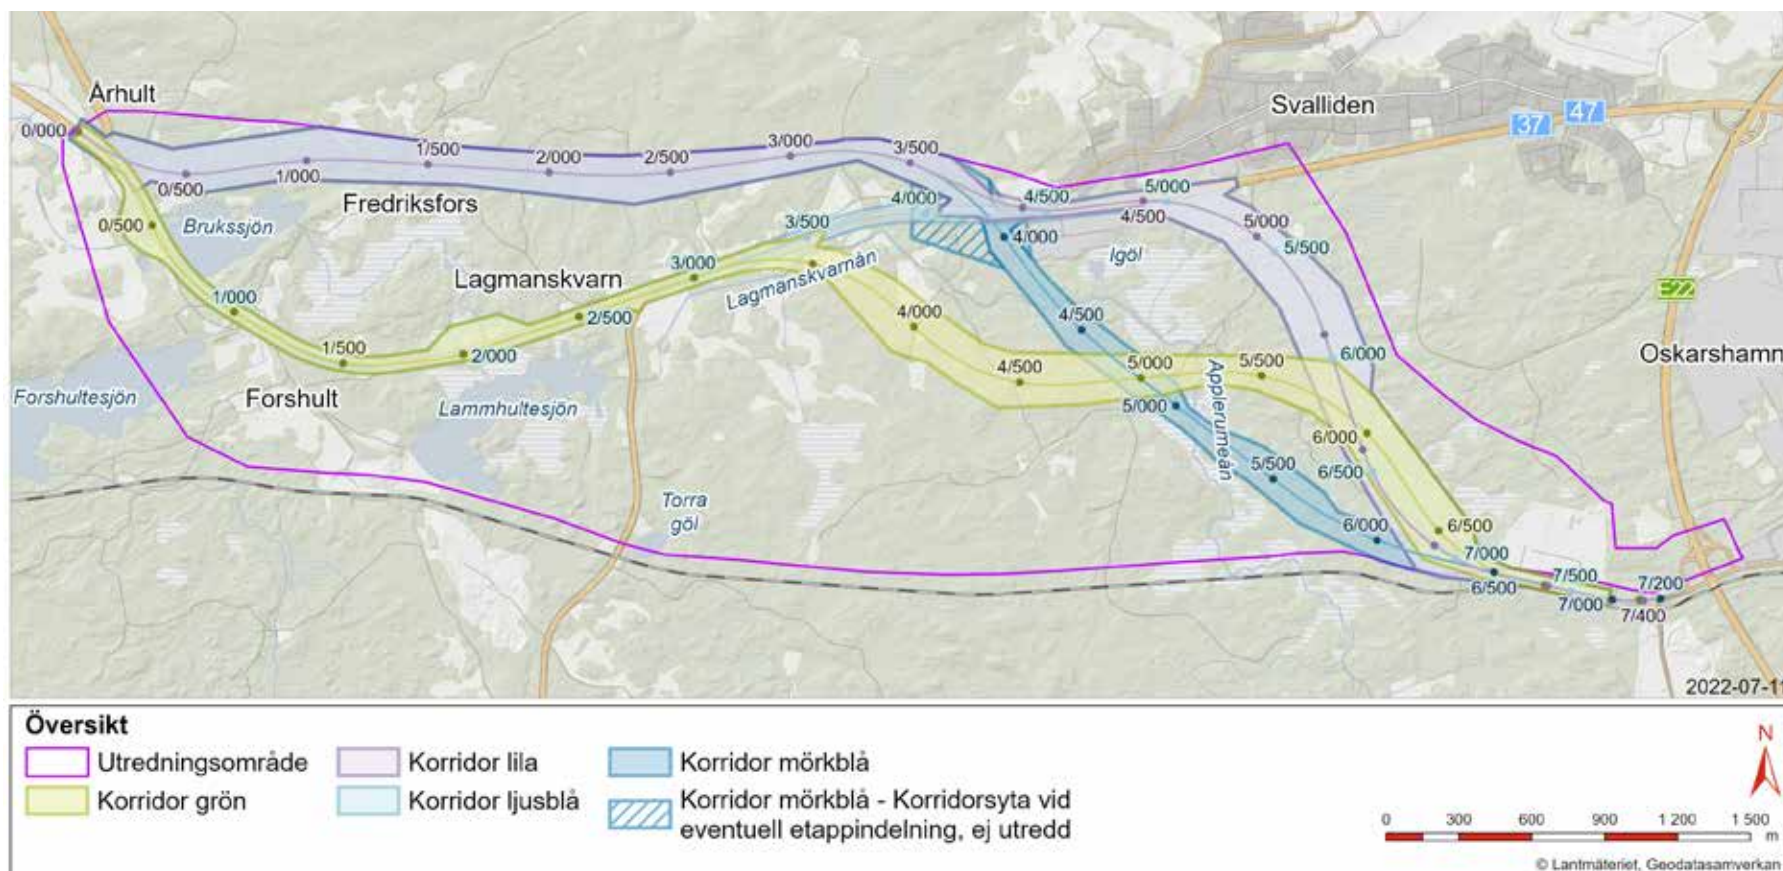 Århult
Svalliden
37
47
0/000
0/500
1/000
1/500
2/000
2/500
3/000
3/500
4/000
4/500
5/000
4/500
5/000
5/500
Fredriksfors
Brukssjön
0/500
3/500
4/000
Igöl
Lagmanskvarn
3/000
Lagmanskvarnån
E22
1/000
2/500
4/000
4/500
6/000
Oskarshamn
1/500
2/000
4/500
5/000
5/500
Applerumeån
Forshultesjön
Forshult
Lammhultesjön
5/000
6/000
6/500
5/500
Torra
göl
6/000
6/500
7/000
6/500
7/500
7/000
7/200
7/400
2022-07-11
Översikt
Utredningsområde
Korridor grön
Korridor lila
Korridor ljusblå
Korridor mörkblå
Korridor mörkblå - Korridorsyta vid
eventuell etappindelning, ej utredd
N
0 300 600 900 1 200 1 500
m
© Lantmäteriet, Geodatasamverkan